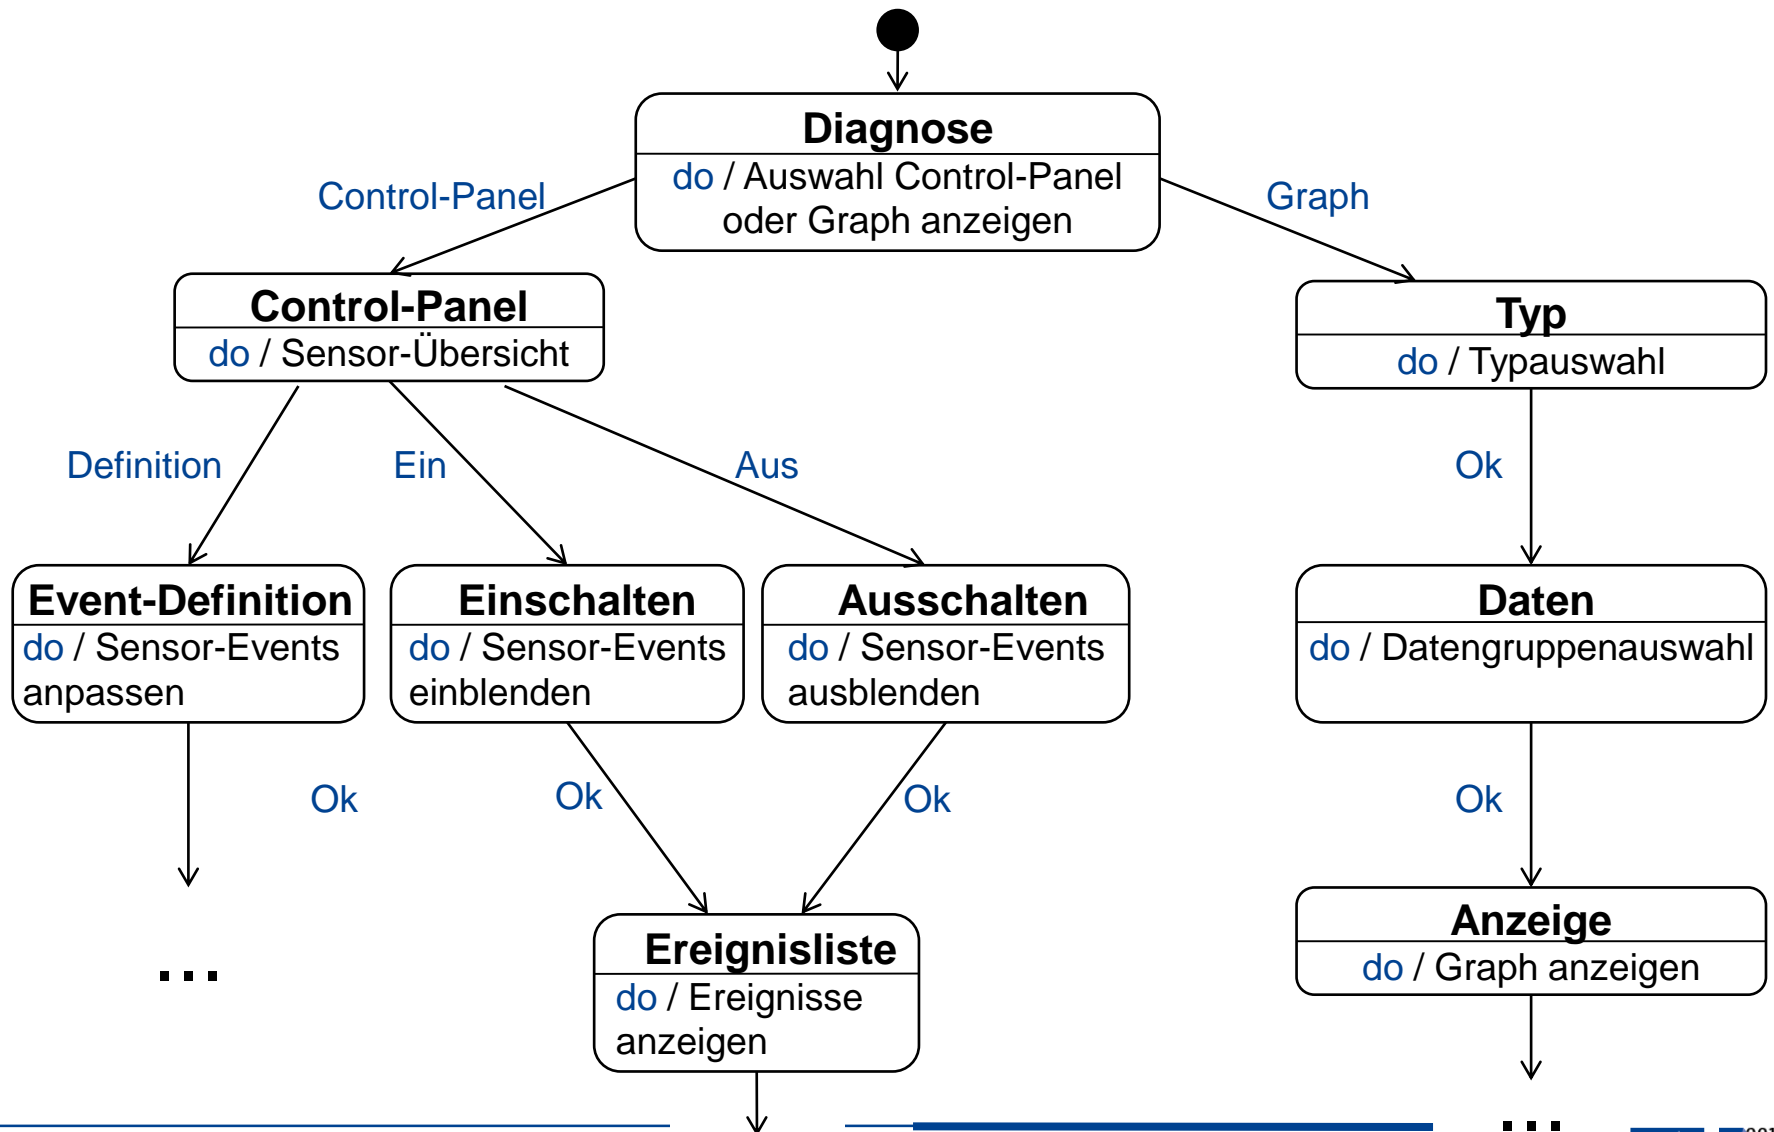 Diagnose
do / Auswahl Control-Panel
oder Graph anzeigen
Control-Panel
Graph
Control-Panel
do / Sensor-Übersicht
Typ
do / Typauswahl
Definition
Ein
Aus
Ok
Event-Definition
do / Sensor-Events
anpassen
Einschalten
do / Sensor-Events
einblenden
Ausschalten
do / Sensor-Events
ausblenden
Daten
do / Datengruppenauswahl
Ok
Ok
Ok
Ok
...
Ereignisliste
do / Ereignisse
anzeigen
Anzeige
do / Graph anzeigen
...